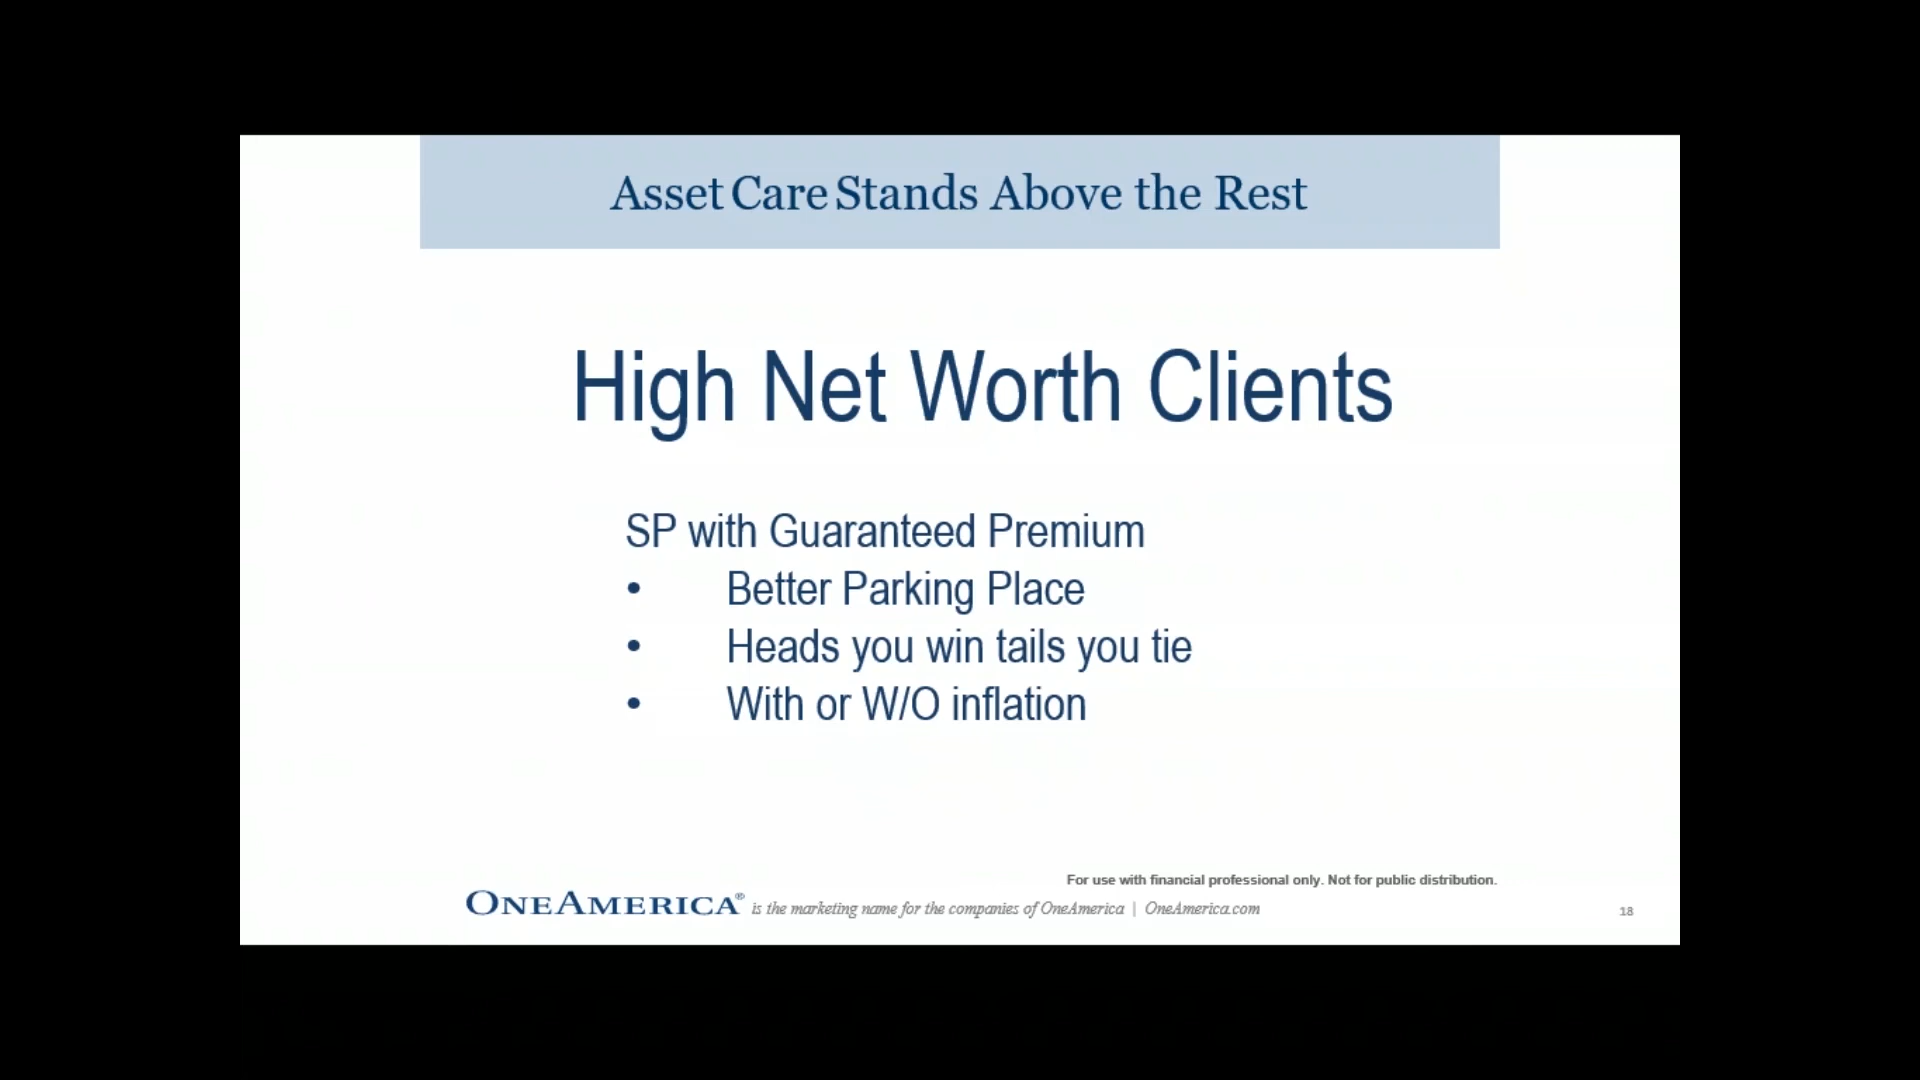 Asset Care Stands Above the Rest
High Net Worth Clients
SP with Guaranteed Premium
• Better Parking Place
• Heads you win tails you tie
• With or W/O inflation
For use with financial professional only. Not for public distribution.
ONEAMERICA® is the marketing name for the companies of OneAmerica | OneAmerica.com
18